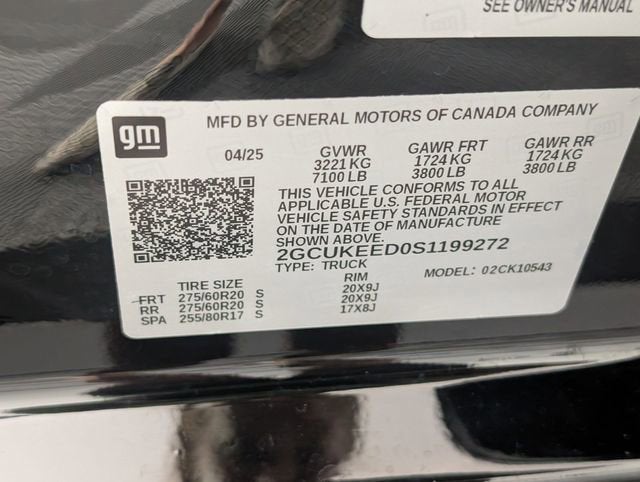 SEE OWNER'S MANUAL
gm
MFD BY GENERAL MOTORS OF CANADA COMPANY
04/25 GVWR GAWR FRT GAWR RR
3221 KG 1724 KG 1724 KG
7100 LB 3800 LB 3800 LB
THIS VEHICLE CONFORMS TO ALL
APPLICABLE U.S. FEDERAL MOTOR
VEHICLE SAFETY STANDARDS IN EFFECT
ON THE DATE OF MANUFACTURE
SHOWN ABOVE.
2GCUKEED0S1199272
TYPE: TRUCK MODEL: 02CK10543
TIRE SIZE RIM
FRT 275/60R20 S 20X9J
RR 275/60R20 S 20X9J
SPA 255/80R17 S 17X8J